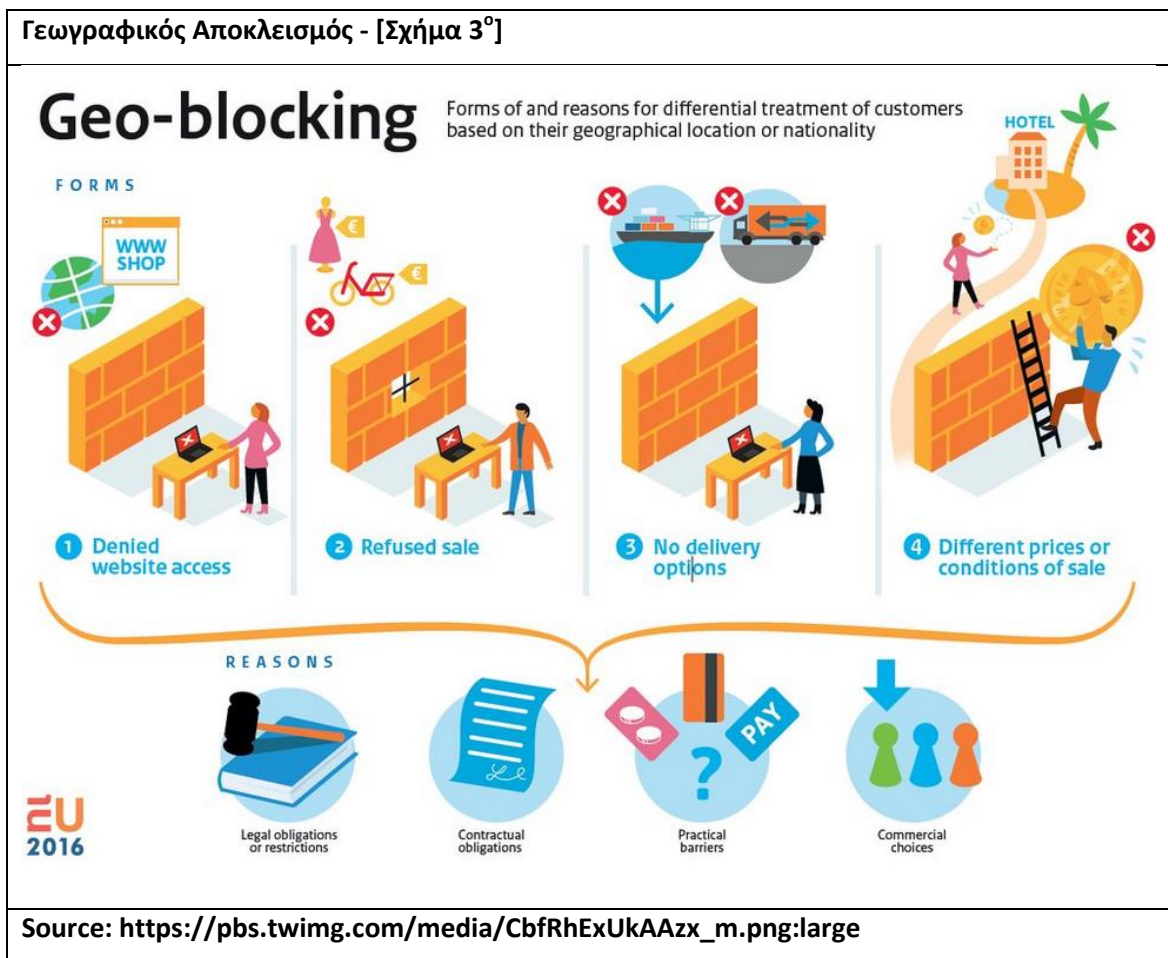 Γεωγραφικός Αποκλεισμός - [Σχήμα 3ο]
Geo-blocking
Forms of and reasons for differential treatment of customers
based on their geographical location or nationality
FORMS
WWW
SHOP
€
€
HOTEL
1 Denied
website access
2 Refused sale
3 No delivery
options
4 Different prices or
conditions of sale
REASONS
PAY
?
Legal obligations
or restrictions
Contractual
obligations
Practical
barriers
Commercial
choices
nl
EU
2016
Source: https://pbs.twimg.com/media/CbfRhExUkAAzx_m.png:large